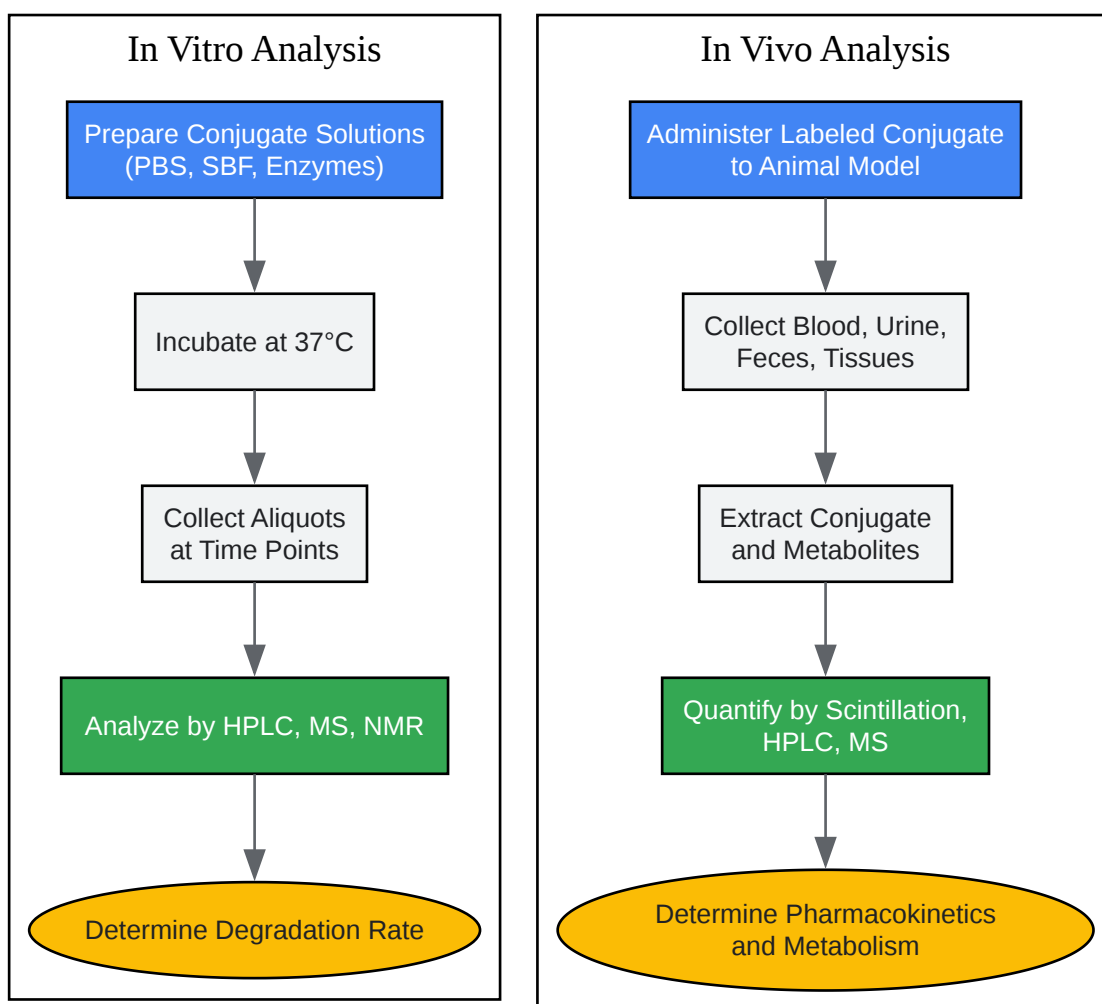 In Vitro Analysis
Prepare Conjugate Solutions
(PBS, SBF, Enzymes)
Incubate at 37°C
Collect Aliquots
at Time Points
Analyze by HPLC, MS, NMR
Determine Degradation Rate
In Vivo Analysis
Administer Labeled Conjugate
to Animal Model
Collect Blood, Urine,
Feces, Tissues
Extract Conjugate
and Metabolites
Quantify by Scintillation,
HPLC, MS
Determine Pharmacokinetics
and Metabolism